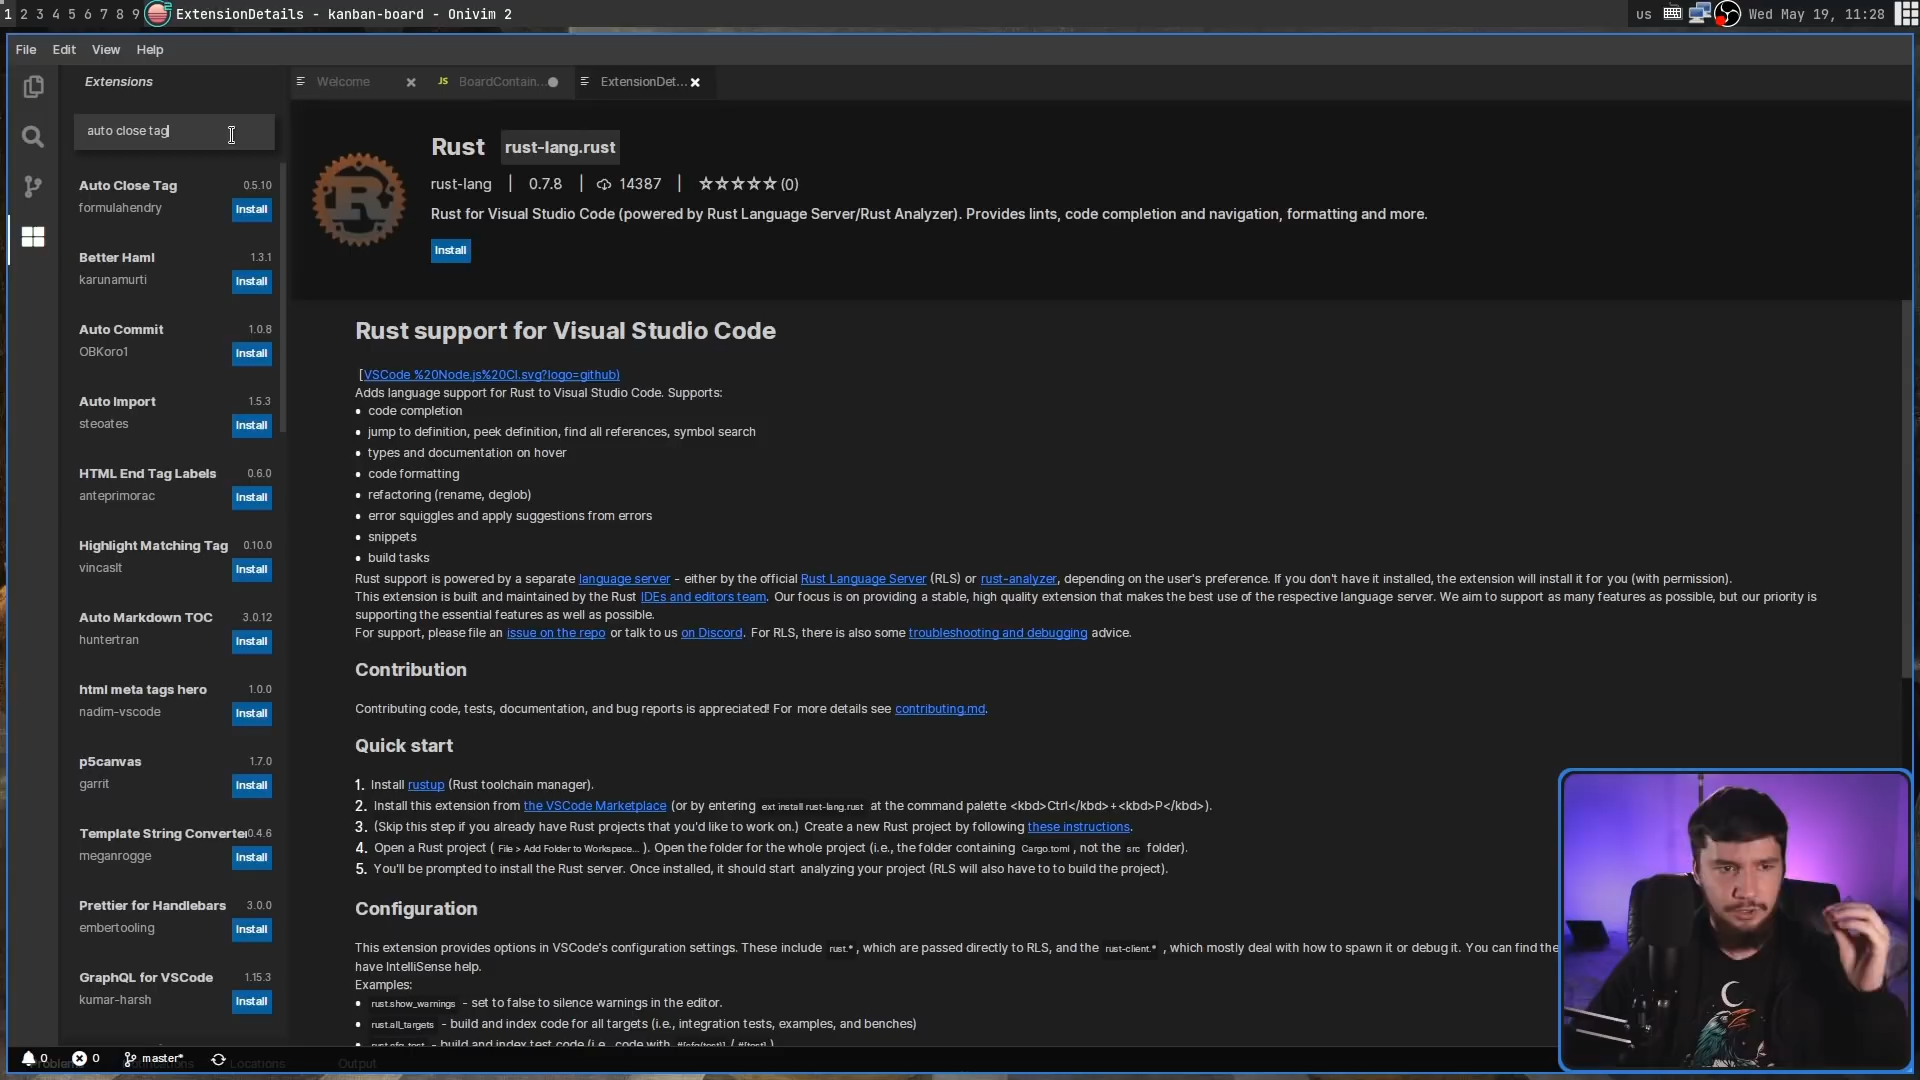 1 2 3 4 5 6 7 8 9 ExtensionDetails - kanban-board - Onivim 2
us Wed May 19, 11:28
File Edit View Help
Extensions
Welcome
JS BoardContain...
ExtensionDet...
auto close tag
Auto Close Tag 0.5.10
formulahendry Install
Better Haml 1.3.1
karunamurti Install
Auto Commit 1.0.8
OBKoro1 Install
Auto Import 1.5.3
steoates Install
HTML End Tag Labels 0.6.0
anteprimorac Install
Highlight Matching Tag 0.10.0
vincaslt Install
Auto Markdown TOC 3.0.12
huntertran Install
html meta tags hero 1.0.0
nadim-vscode Install
p5canvas 1.7.0
garrit Install
Template String Converter 0.4.6
meganrogge Install
Prettier for Handlebars 3.0.0
embertooling Install
GraphQL for VSCode 1.15.3
kumar-harsh Install
Rust rust-lang.rust
rust-lang | 0.7.8 | 14387 | ☆☆☆☆☆ (0)
Rust for Visual Studio Code (powered by Rust Language Server/Rust Analyzer). Provides lints, code completion and navigation, formatting and more.
Install
R
Rust support for Visual Studio Code
[VSCode %20Node.js%20CI.svg?logo=github)
Adds language support for Rust to Visual Studio Code. Supports:
• code completion
• jump to definition, peek definition, find all references, symbol search
• types and documentation on hover
• code formatting
• refactoring (rename, deglob)
• error squiggles and apply suggestions from errors
• snippets
• build tasks
Rust support is powered by a separate language server - either by the official Rust Language Server (RLS) or rust-analyzer, depending on the user's preference. If you don't have it installed, the extension will install it for you (with permission).
This extension is built and maintained by the Rust IDEs and editors team. Our focus is on providing a stable, high quality extension that makes the best use of the respective language server. We aim to support as many features as possible, but our priority is
supporting the essential features as well as possible.
For support, please file an issue on the repo or talk to us on Discord. For RLS, there is also some troubleshooting and debugging advice.
Contribution
Contributing code, tests, documentation, and bug reports is appreciated! For more details see contributing.md.
Quick start
1. Install rustup (Rust toolchain manager).
2. Install this extension from the VSCode Marketplace (or by entering ext install rust-lang.rust at the command palette <kbd>Ctrl</kbd>+<kbd>P</kbd>).
3. (Skip this step if you already have Rust projects that you'd like to work on.) Create a new Rust project by following these instructions.
4. Open a Rust project ( File > Add Folder to Workspace... ). Open the folder for the whole project (i.e., the folder containing Cargo.toml , not the src folder).
5. You'll be prompted to install the Rust server. Once installed, it should start analyzing your project (RLS will also have to to build the project).
Configuration
This extension provides options in VSCode's configuration settings. These include rust.* , which are passed directly to RLS, and the rust-client.* , which mostly deal with how to spawn it or debug it. You can find the
have IntelliSense help.
Examples:
• rust.show_warnings - set to false to silence warnings in the editor.
• rust.all_targets - build and index code for all targets (i.e., integration tests, examples, and benches)
• rust.cfg_test - build and index test code (i.e., code with #[cfg(test)] / #[test] )
0 0 master*
Problems Notifications Locations Output